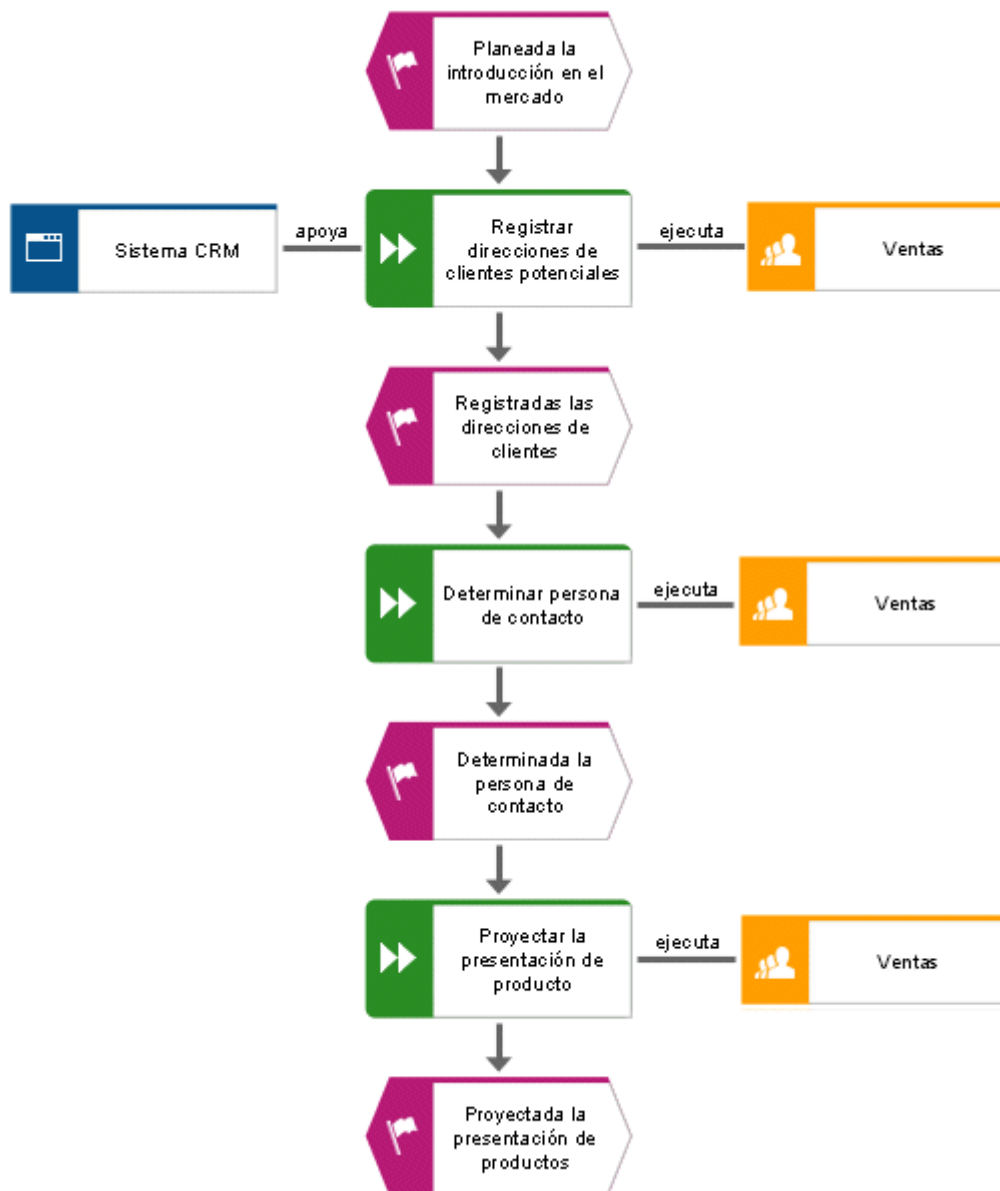 Planeada la
introducción en el
mercado
Sistema CRM
apoya
Registrar
direcciones de
clientes potenciales
ejecuta
Ventas
Registradas las
direcciones de
clientes
Determinar persona
de contacto
ejecuta
Ventas
Determinada la
persona de
contacto
Proyectar la
presentación de
producto
ejecuta
Ventas
Proyectada la
presentación de
productos